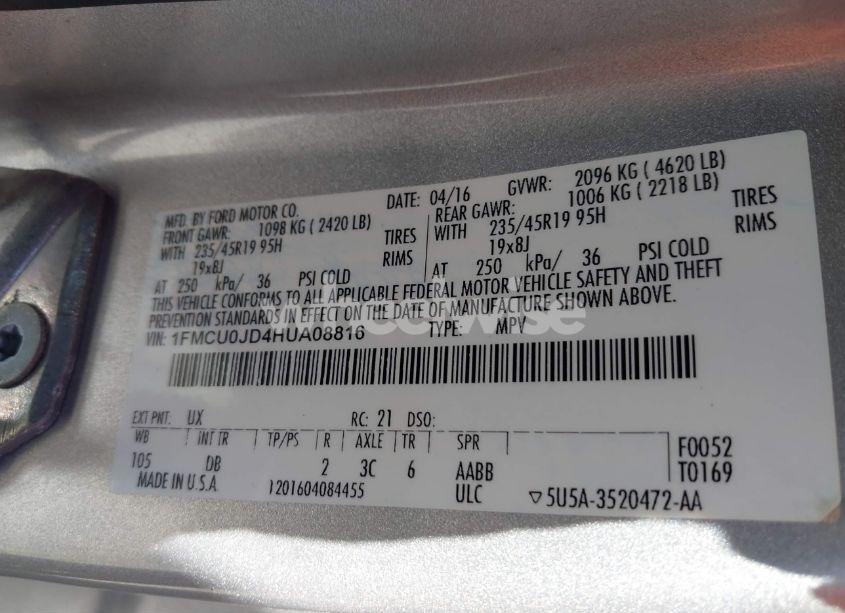 MFD. BY FORD MOTOR CO. DATE: 04/16 GVWR: 2096 KG ( 4620 LB)
FRONT GAWR: 1098 KG ( 2420 LB) REAR GAWR: 1006 KG ( 2218 LB)
WITH 235/45R19 95H TIRES WITH 235/45R19 95H TIRES
19x8J RIMS 19x8J RIMS
AT 250 kPa/ 36 PSI COLD AT 250 kPa/ 36 PSI COLD
THIS VEHICLE CONFORMS TO ALL APPLICABLE FEDERAL MOTOR VEHICLE SAFETY AND THEFT
PREVENTION STANDARDS IN EFFECT ON THE DATE OF MANUFACTURE SHOWN ABOVE.
VIN: 1FMCU0JD4HUA08816 TYPE: MPV
EXT PNT: UX RC: 21 DSO:
WB INT TR TP/PS R AXLE TR SPR F0052
105 DB 2 3C 6 AABB T0169
MADE IN U.S.A. 1201604084455 ULC ▽5U5A-3520472-AA